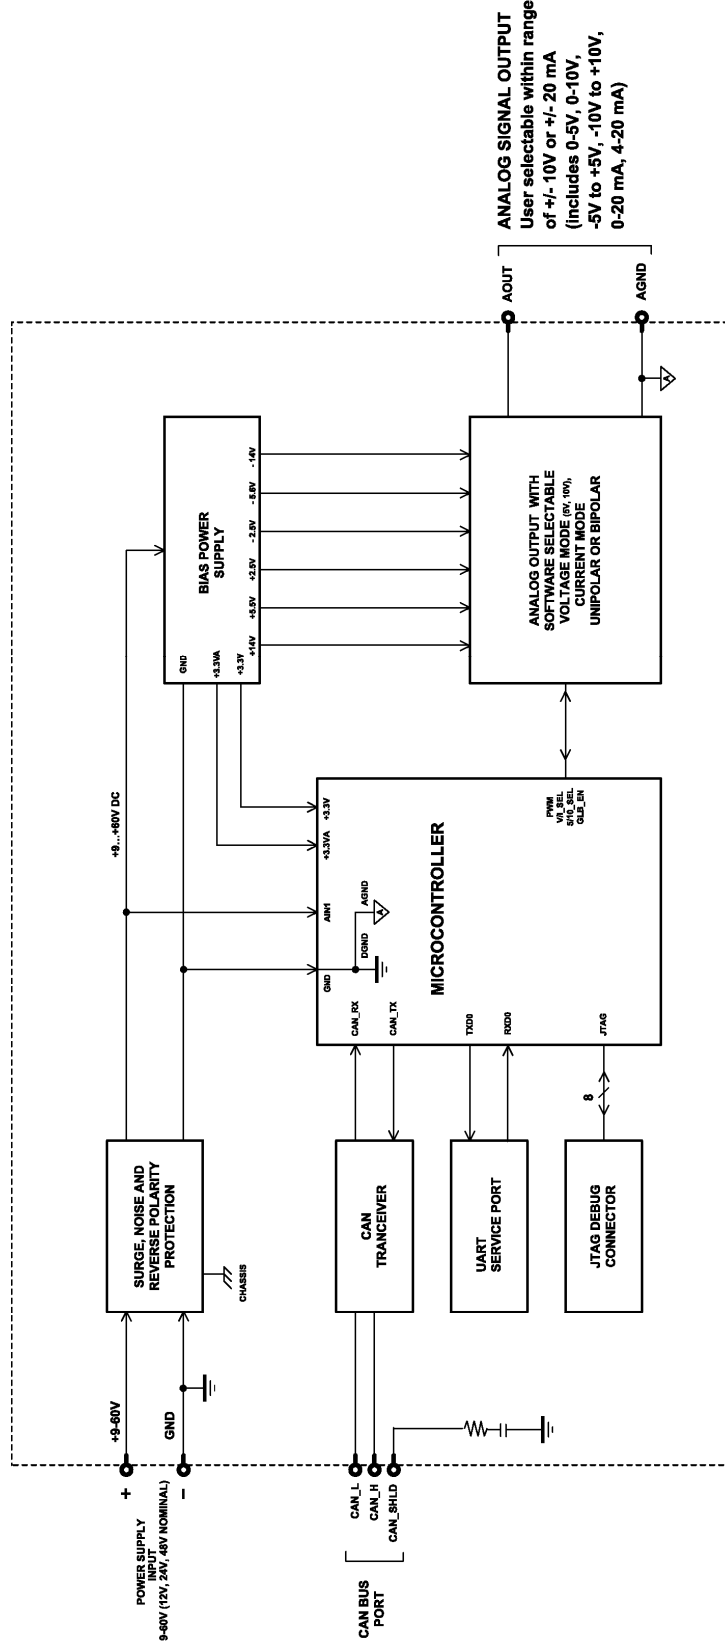 POWER SUPPLY
INPUT
9-60V (12V, 24V, 48V NOMINAL)
+
–
+9-60V
GND
SURGE, NOISE AND
REVERSE POLARITY
PROTECTION
CHASSIS
+9...+60V DC
BIAS POWER
SUPPLY
GND
+3.3VA
+3.3V
+14V
+5.5V
+2.5V
- 2.5V
- 5.5V
- 14V
CAN BUS
PORT
CAN_L
CAN_H
CAN_SHLD
CAN
TRANCEIVER
UART
SERVICE PORT
JTAG DEBUG
CONNECTOR
8
MICROCONTROLLER
CAN_RX
CAN_TX
TXD0
RXD0
JTAG
GND
AIN1
+3.3VA
+3.3V
DGND
AGND
A
PWM
V/I_SEL
5/10_SEL
GLB_EN
ANALOG OUTPUT WITH
SOFTWARE SELECTABLE
VOLTAGE MODE (5V, 10V),
CURRENT MODE
UNIPOLAR OR BIPOLAR
A
AOUT
AGND
ANALOG SIGNAL OUTPUT
User selectable within range
of +/- 10V or +/- 20 mA
(includes 0-5V, 0-10V,
-5V to +5V, -10V to +10V,
0-20 mA, 4-20 mA)